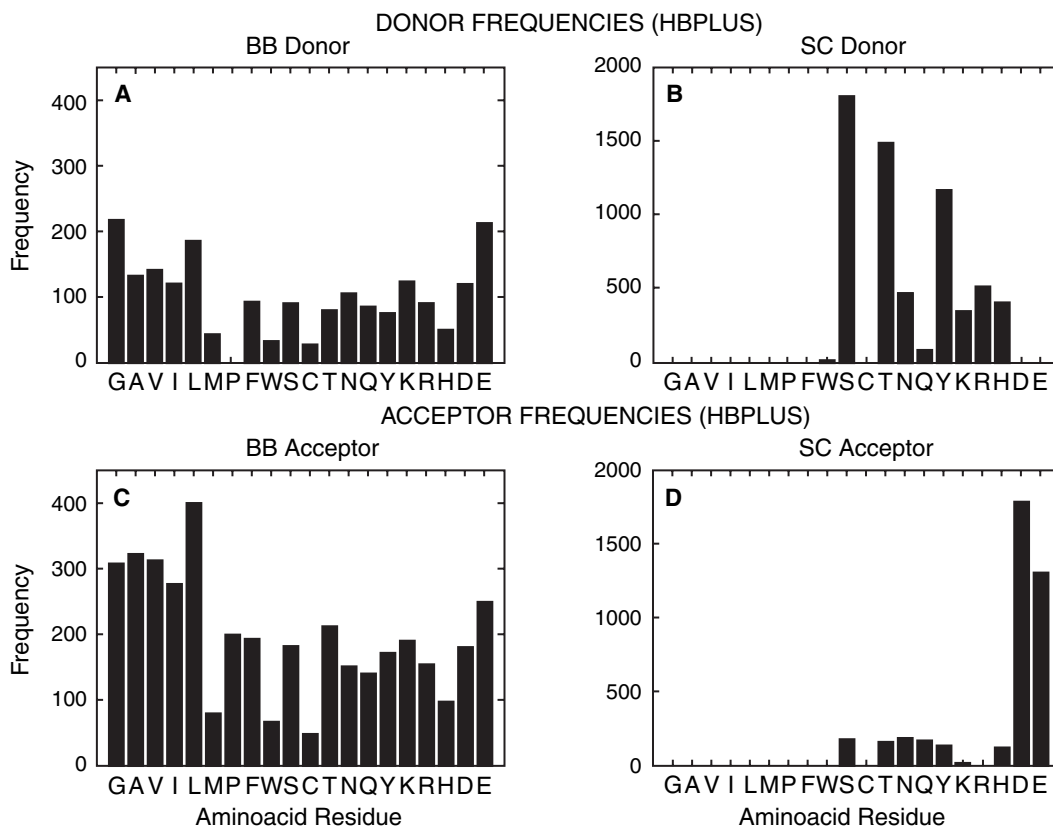 DONOR FREQUENCIES (HBPLUS)
BB Donor
SC Donor
A
B
400
300
200
100
0
Frequency
2000
1500
1000
500
0
GAVILMPFWSCTNQYKRHDE
GAVILMPFWSCTNQYKRHDE
ACCEPTOR FREQUENCIES (HBPLUS)
BB Acceptor
SC Acceptor
C
D
400
300
200
100
0
Frequency
2000
1500
1000
500
0
GAVILMPFWSCTNQYKRHDE
GAVILMPFWSCTNQYKRHDE
Aminoacid Residue
Aminoacid Residue